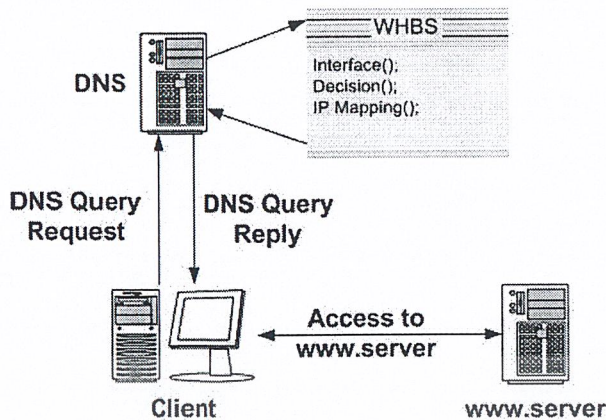 WHBS
Interface();
Decision();
IP Mapping();
DNS
DNS Query
Request
DNS Query
Reply
Access to
www.server
Client
www.server